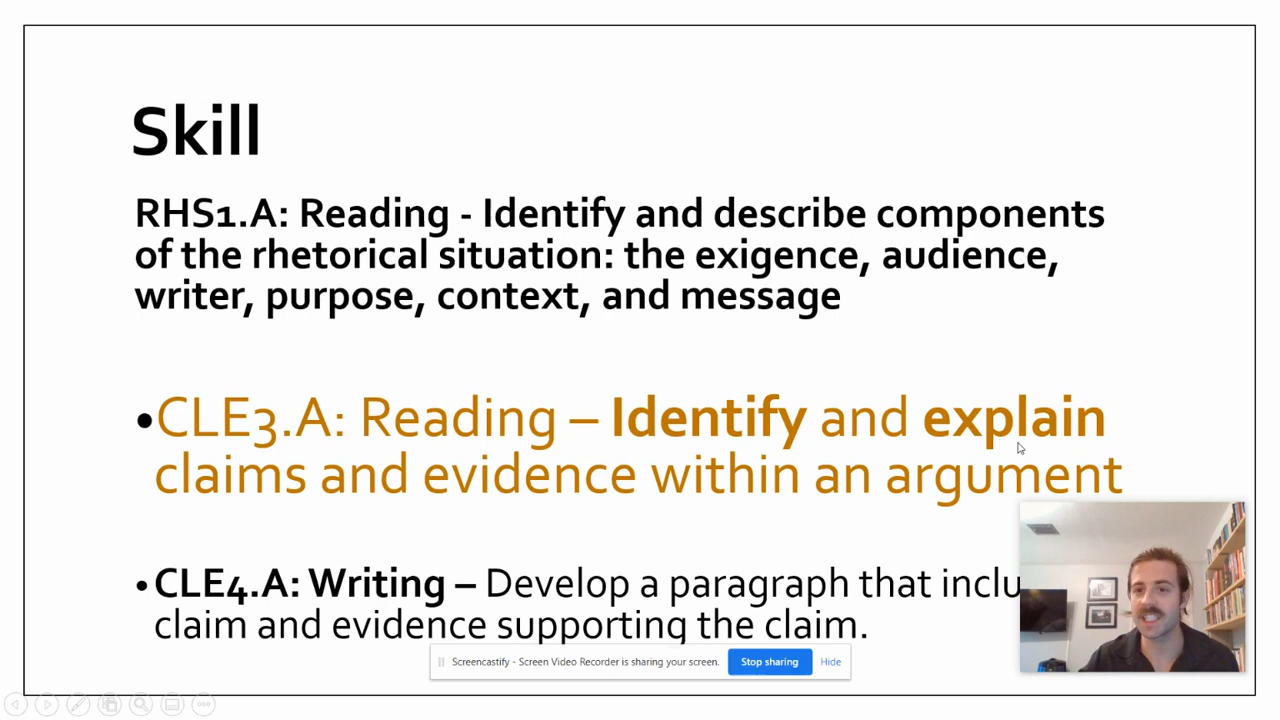 Skill
RHS1.A: Reading - Identify and describe components
of the rhetorical situation: the exigence, audience,
writer, purpose, context, and message
•CLE3.A: Reading – Identify and explain
claims and evidence within an argument
• CLE4.A: Writing – Develop a paragraph that inclu
claim and evidence supporting the claim.
Screencastify - Screen Video Recorder is sharing your screen. Stop sharing Hide